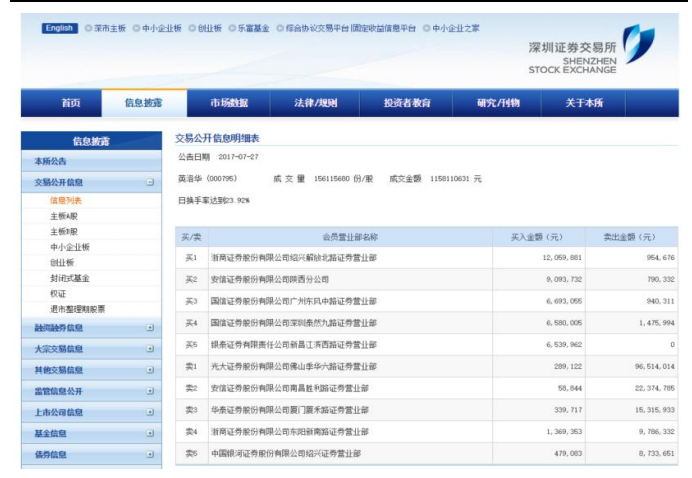 English 深市主板 中小企业板 创业板 乐富基金 综合协议交易平台 固定收益信息平台 中小企业之家
深圳证券交易所
SHENZHEN
STOCK EXCHANGE
首页 信息披露 市场数据 法律/规则 投资者教育 研究/刊物 关于本所
信息披露
本所公告
交易公开信息
信息列表
主板A股
主板B股
中小企业板
创业板
封闭式基金
权证
退市整理期股票
融资融券信息
大宗交易信息
其他交易信息
监管信息公开
上市公司信息
基金信息
债券信息
交易公开信息明细表
公告日期 2017-07-27
英洛华 (000795) 成 交 量 156115680 份/股 成交金额 1158110631 元
日换手率达到23.92%
买/卖 会员营业部名称 买入金额(元) 卖出金额(元)
买1 浙商证券股份有限公司绍兴解放北路证券营业部 12,059,881 954,676
买2 安信证券股份有限公司陕西分公司 9,093,732 790,332
买3 国信证券股份有限公司广州东风中路证券营业部 6,693,055 940,311
买4 国信证券股份有限公司深圳泰然九路证券营业部 6,580,005 1,475,994
买5 银泰证券有限责任公司新昌江滨西路证券营业部 6,539,962 0
卖1 光大证券股份有限公司佛山季华六路证券营业部 289,122 96,514,014
卖2 安信证券股份有限公司南昌胜利路证券营业部 58,844 22,374,785
卖3 华泰证券股份有限公司厦门厦禾路证券营业部 339,717 15,315,933
卖4 浙商证券股份有限公司东阳新南路证券营业部 1,369,353 9,786,332
卖5 中国银河证券股份有限公司绍兴证券营业部 479,083 8,733,651